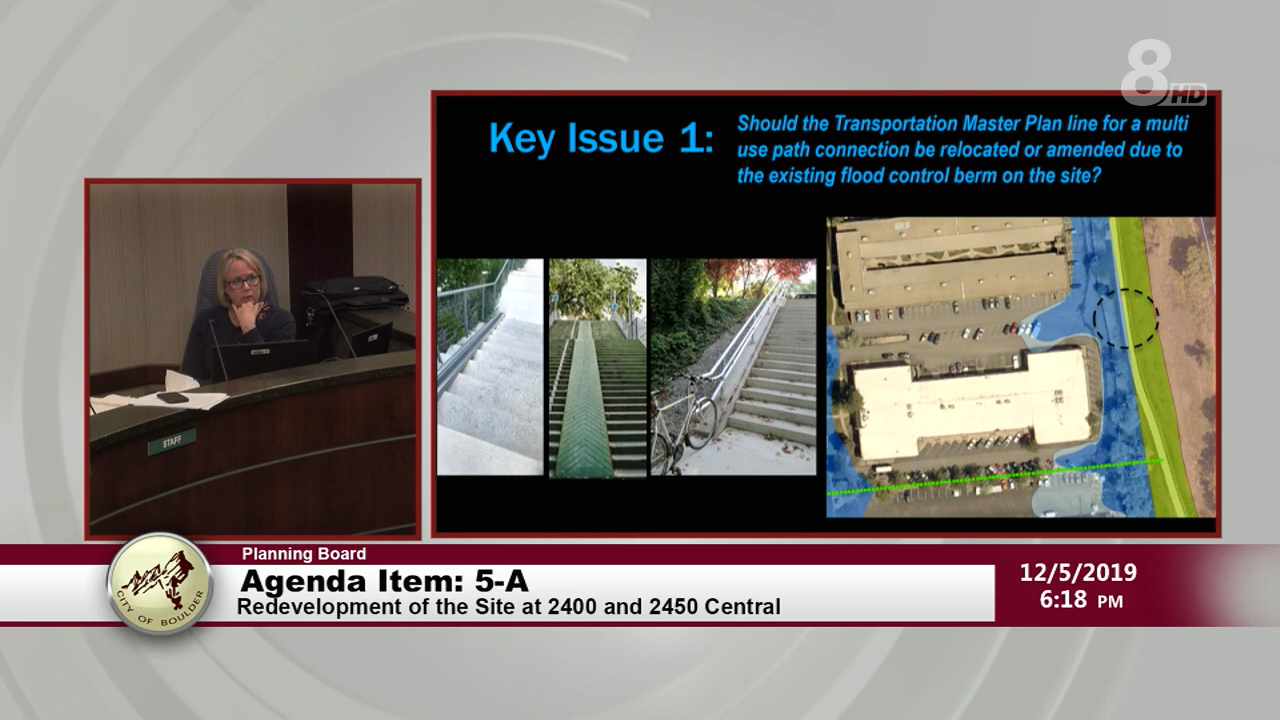 8
HD
Key Issue 1:
Should the Transportation Master Plan line for a multi
use path connection be relocated or amended due to
the existing flood control berm on the site?
STAFF
CITY OF BOULDER
Planning Board
Agenda Item: 5-A
Redevelopment of the Site at 2400 and 2450 Central
12/5/2019
6:18 PM